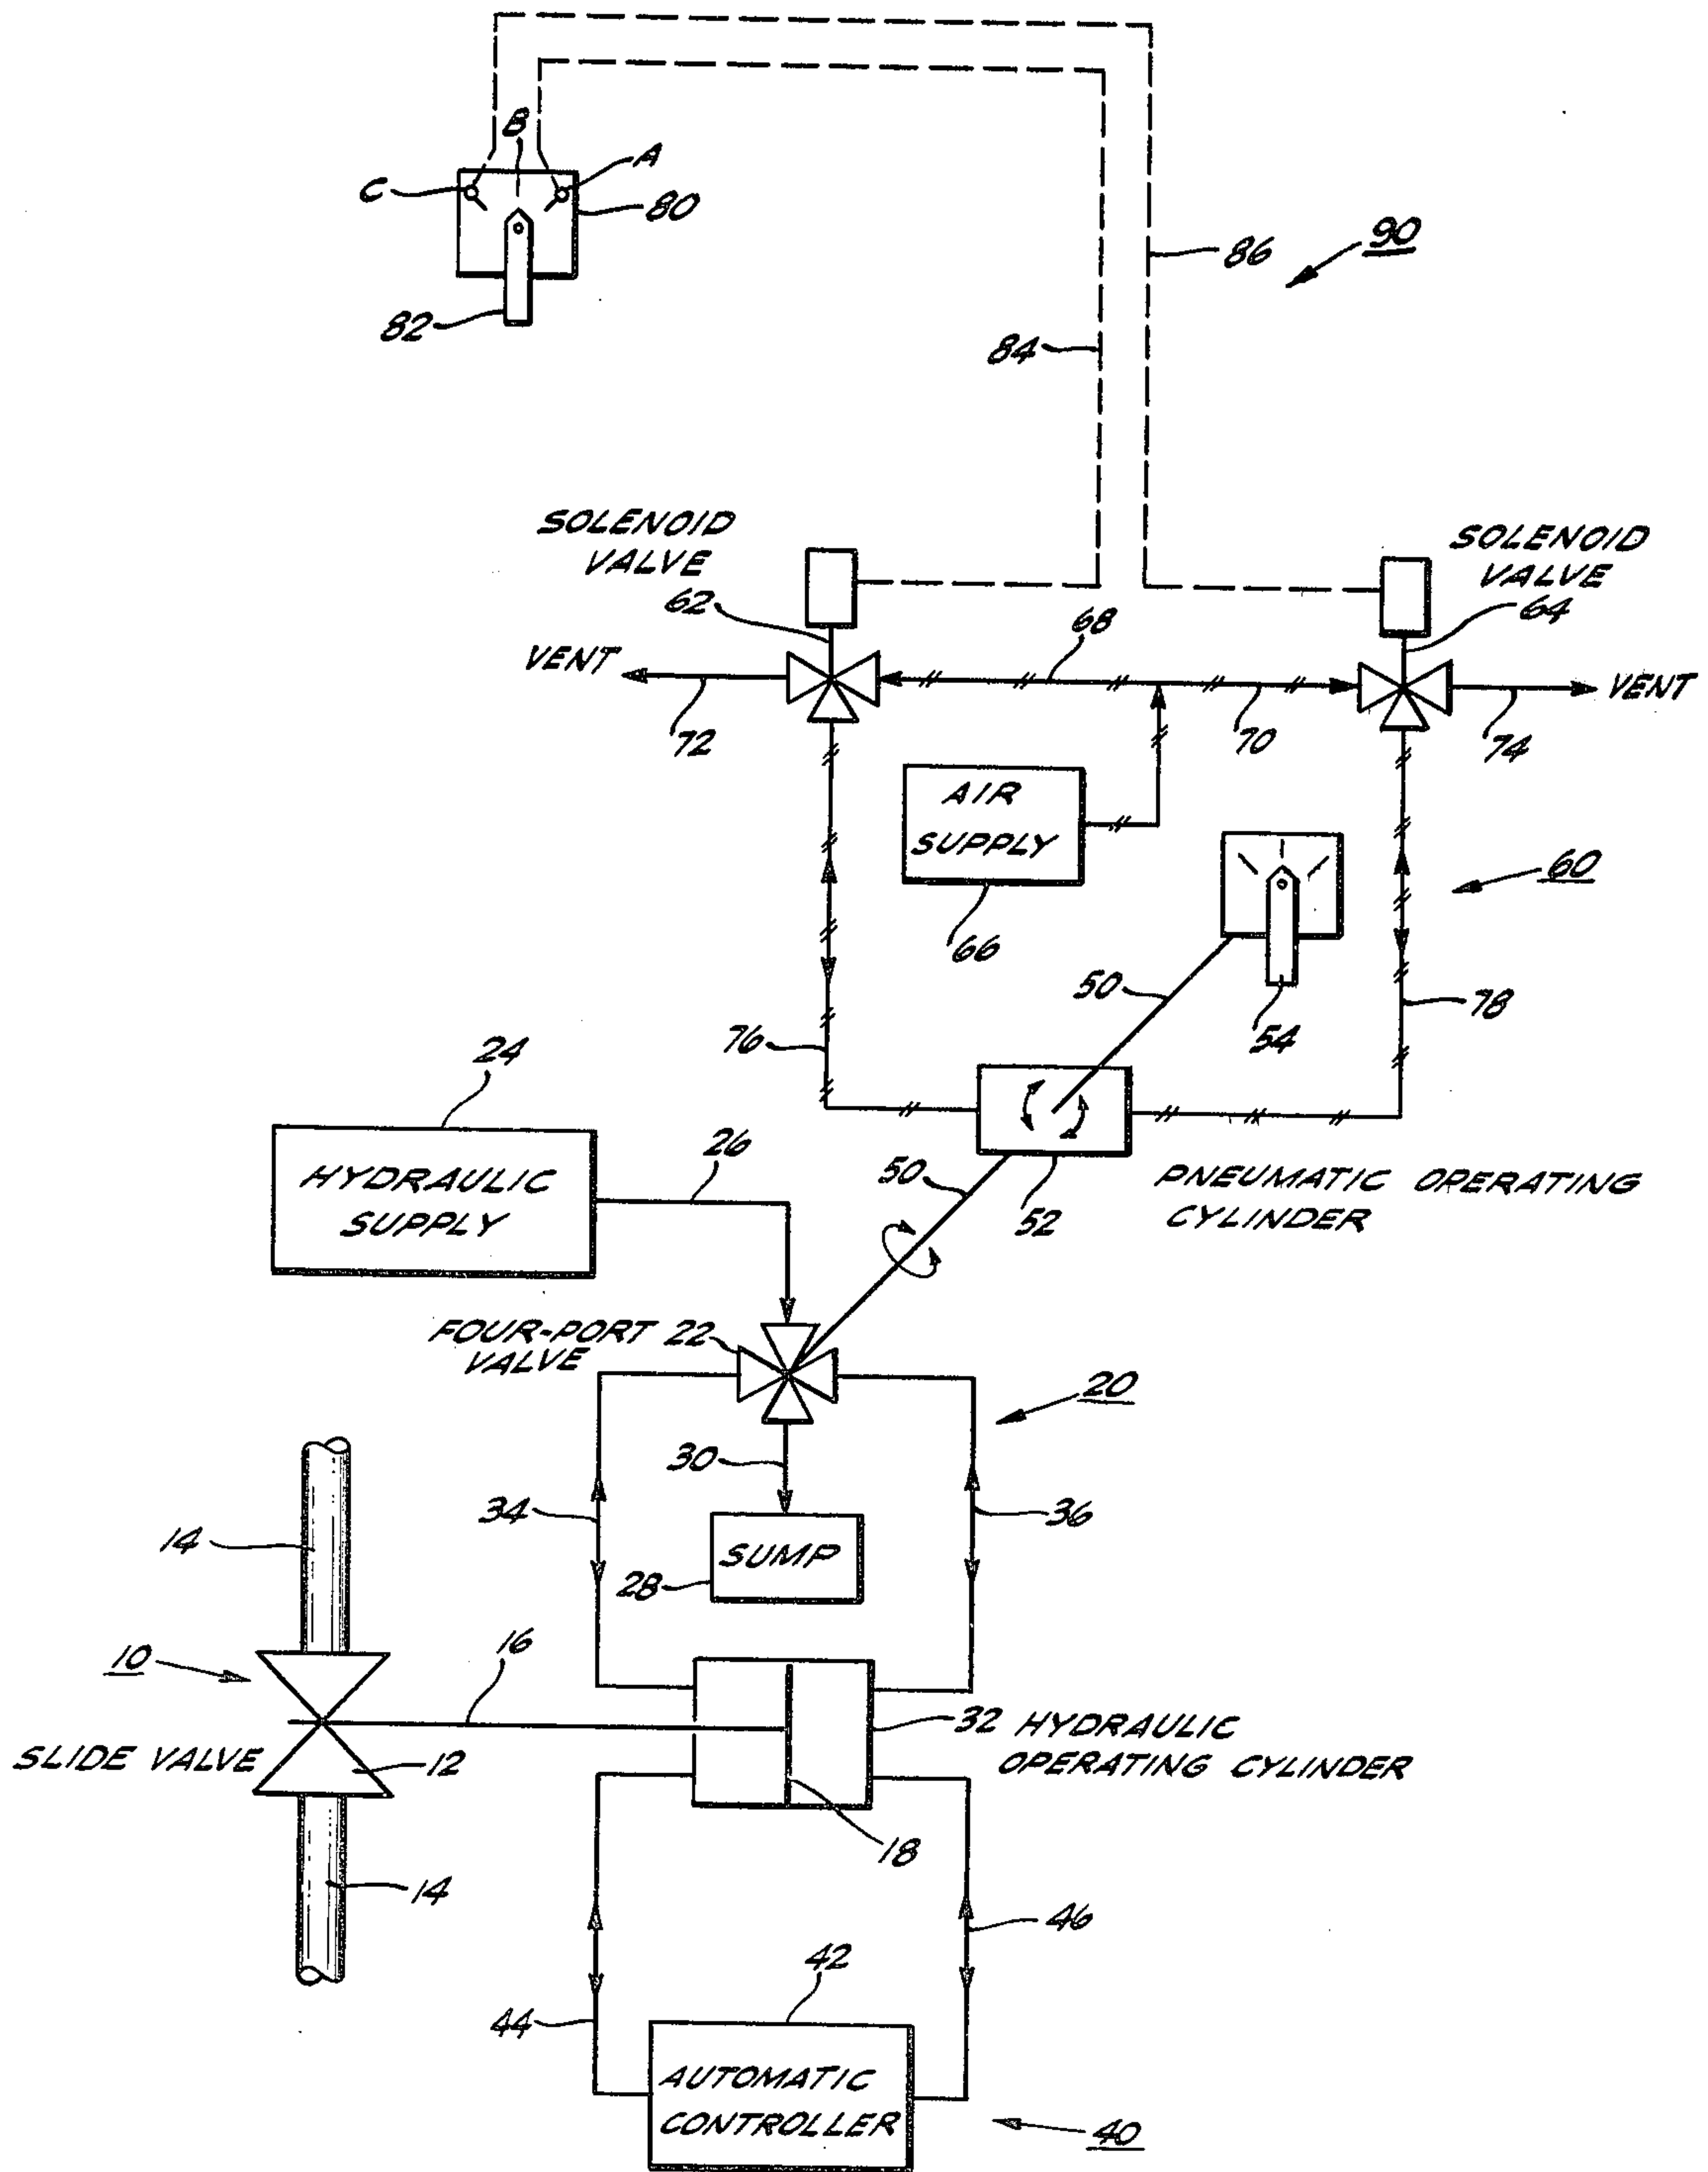 B
A
C
80
90
86
82
84
SOLENOID
VALVE
SOLENOID
VALVE
62
68
64
VENT
VENT
72
70
74
AIR
SUPPLY
60
66
50
78
54
76
24
26
HYDRAULIC
SUPPLY
50
52
PNEUMATIC OPERATING
CYLINDER
FOUR-PORT
VALVE
22
20
30
34
36
14
SUMP
28
10
16
32
HYDRAULIC
OPERATING CYLINDER
SLIDE VALVE
12
18
14
46
42
44
AUTOMATIC
CONTROLLER
40